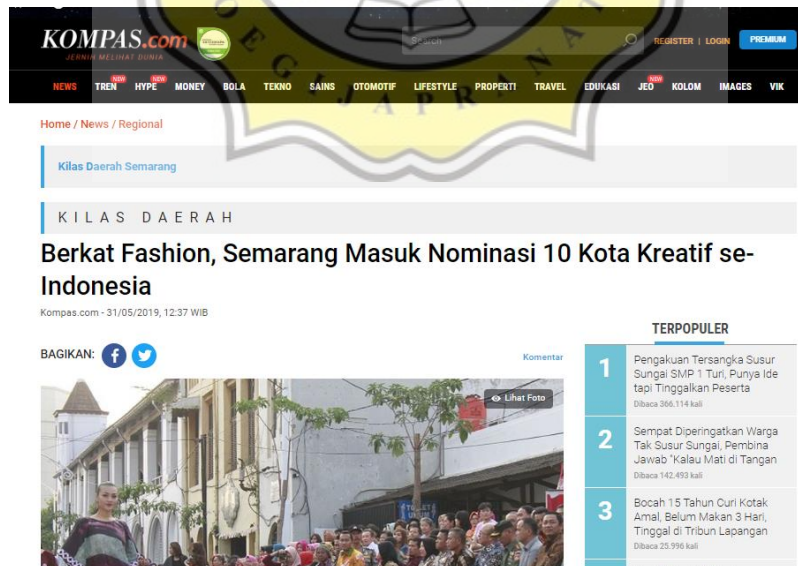 KOMPAS.com
JERNIH MELIHAT DUNIA
Search
REGISTER | LOGIN
PREMIUM
NEWS TREN NEW HYPE NEW MONEY BOLA TEKNO SAINS OTOMOTIF LIFESTYLE PROPERTI TRAVEL EDUKASI JEO NEW KOLOM IMAGES VIK
EGIJAPRANAT
Home / News / Regional
Kilas Daerah Semarang
KILAS DAERAH
Berkat Fashion, Semarang Masuk Nominasi 10 Kota Kreatif se-
Indonesia
Kompas.com - 31/05/2019, 12:37 WIB
BAGIKAN:
Komentar
Lihat Foto
TERPOPULER
1
Pengakuan Tersangka Susur
Sungai SMP 1 Turi, Punya Ide
tapi Tinggalkan Peserta
Dibaca 366.114 kali
2
Sempat Diperingatkan Warga
Tak Susur Sungai, Pembina
Jawab "Kalau Mati di Tangan
Dibaca 142.493 kali
3
Bocah 15 Tahun Curi Kotak
Amal, Belum Makan 3 Hari,
Tinggal di Tribun Lapangan
Dibaca 25.996 kali